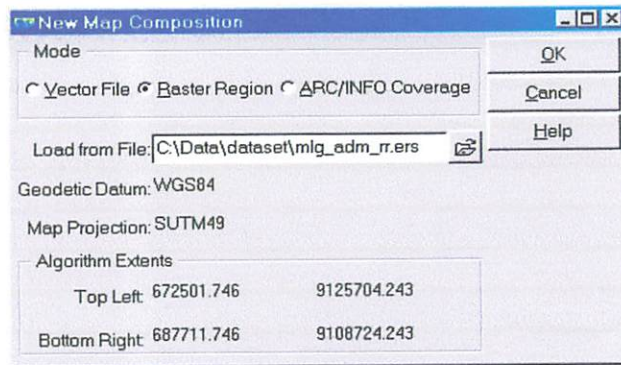 New Map Composition
Mode
Vector File Raster Region ARC/INFO Coverage
OK
Cancel
Help
Load from File: C:\Data\dataset\mlg_adm_rr.ers
Geodetic Datum: WGS84
Map Projection: SUTM49
Algorithm Extents
Top Left: 672501.746 9125704.243
Bottom Right: 687711.746 9108724.243